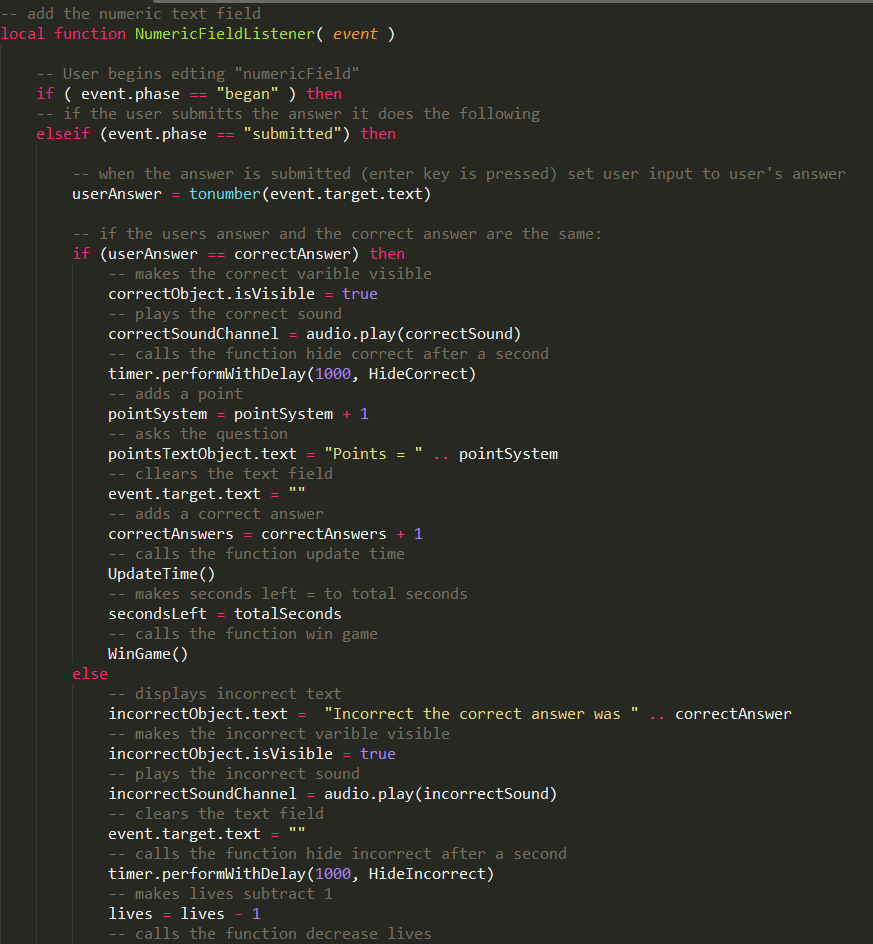 -- add the numeric text field
local function NumericFieldListener( event )
-- User begins edting "numericField"
if ( event.phase == "began" ) then
-- if the user submitts the answer it does the following
elseif (event.phase == "submitted") then
-- when the answer is submitted (enter key is pressed) set user input to user's answer
userAnswer = tonumber(event.target.text)
-- if the users answer and the correct answer are the same:
if (userAnswer == correctAnswer) then
-- makes the correct varible visible
correctObject.isVisible = true
-- plays the correct sound
correctSoundChannel = audio.play(correctSound)
-- calls the function hide correct after a second
timer.performWithDelay(1000, HideCorrect)
-- adds a point
pointSystem = pointSystem + 1
-- asks the question
pointsTextObject.text = "Points = " .. pointSystem
-- cllears the text field
event.target.text = ""
-- adds a correct answer
correctAnswers = correctAnswers + 1
-- calls the function update time
UpdateTime()
-- makes seconds left = to total seconds
secondsLeft = totalSeconds
-- calls the function win game
WinGame()
else
-- displays incorrect text
incorrectObject.text =  "Incorrect the correct answer was " .. correctAnswer
-- makes the incorrect varible visible
incorrectObject.isVisible = true
-- plays the incorrect sound
incorrectSoundChannel = audio.play(incorrectSound)
-- clears the text field
event.target.text = ""
-- calls the function hide incorrect after a second
timer.performWithDelay(1000, HideIncorrect)
-- makes lives subtract 1
lives = lives - 1
-- calls the function decrease lives